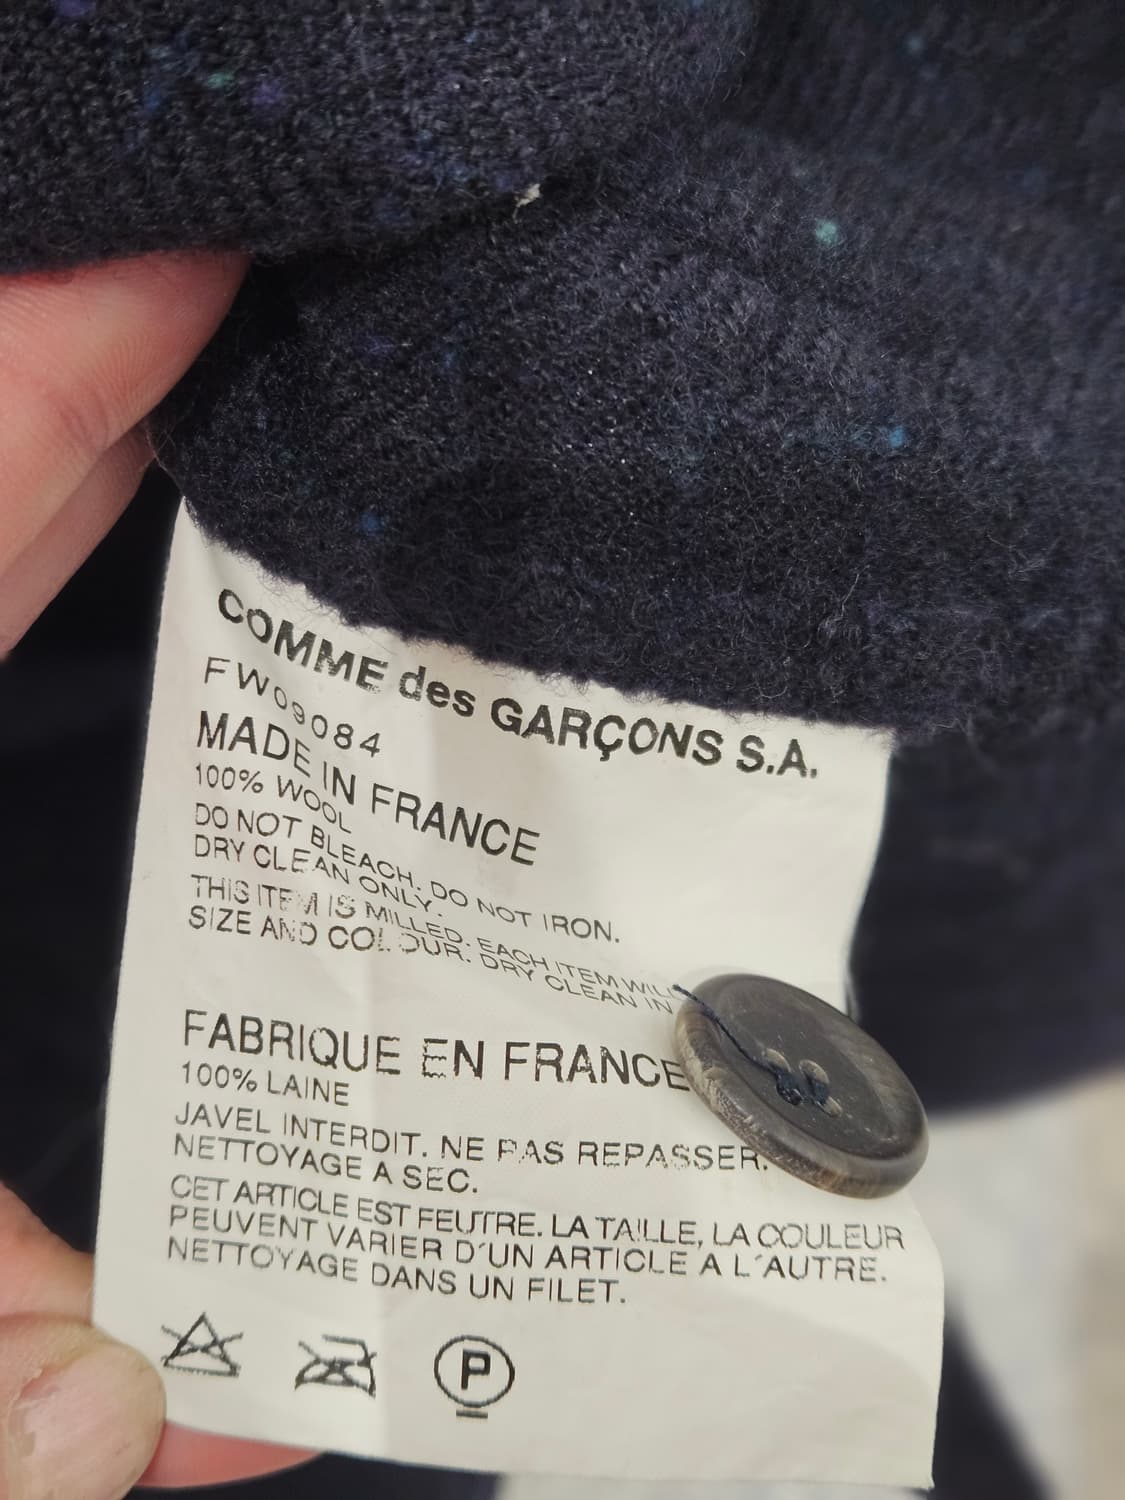 COMME des GARÇONS S.A.
FW09084
MADE IN FRANCE
100% WOOL
DO NOT BLEACH. DO NOT IRON.
DRY CLEAN ONLY.
THIS ITEM IS MILLED. EACH ITEM WILL
SIZE AND COLOUR. DRY CLEAN IN
FABRIQUE EN FRANCE
100% LAINE
JAVEL INTERDIT. NE PAS REPASSER.
NETTOYAGE A SEC.
CET ARTICLE EST FEUTRE. LA TAILLE, LA COULEUR
PEUVENT VARIER D´UN ARTICLE A L´AUTRE.
NETTOYAGE DANS UN FILET.
P